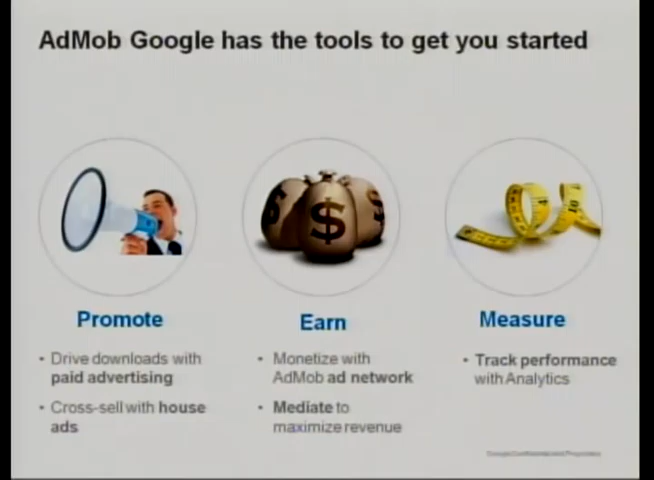 AdMob Google has the tools to get you started
$
$
$
Promote
• Drive downloads with
paid advertising
• Cross-sell with house
ads
Earn
• Monetize with
AdMob ad network
• Mediate to
maximize revenue
Measure
• Track performance
with Analytics